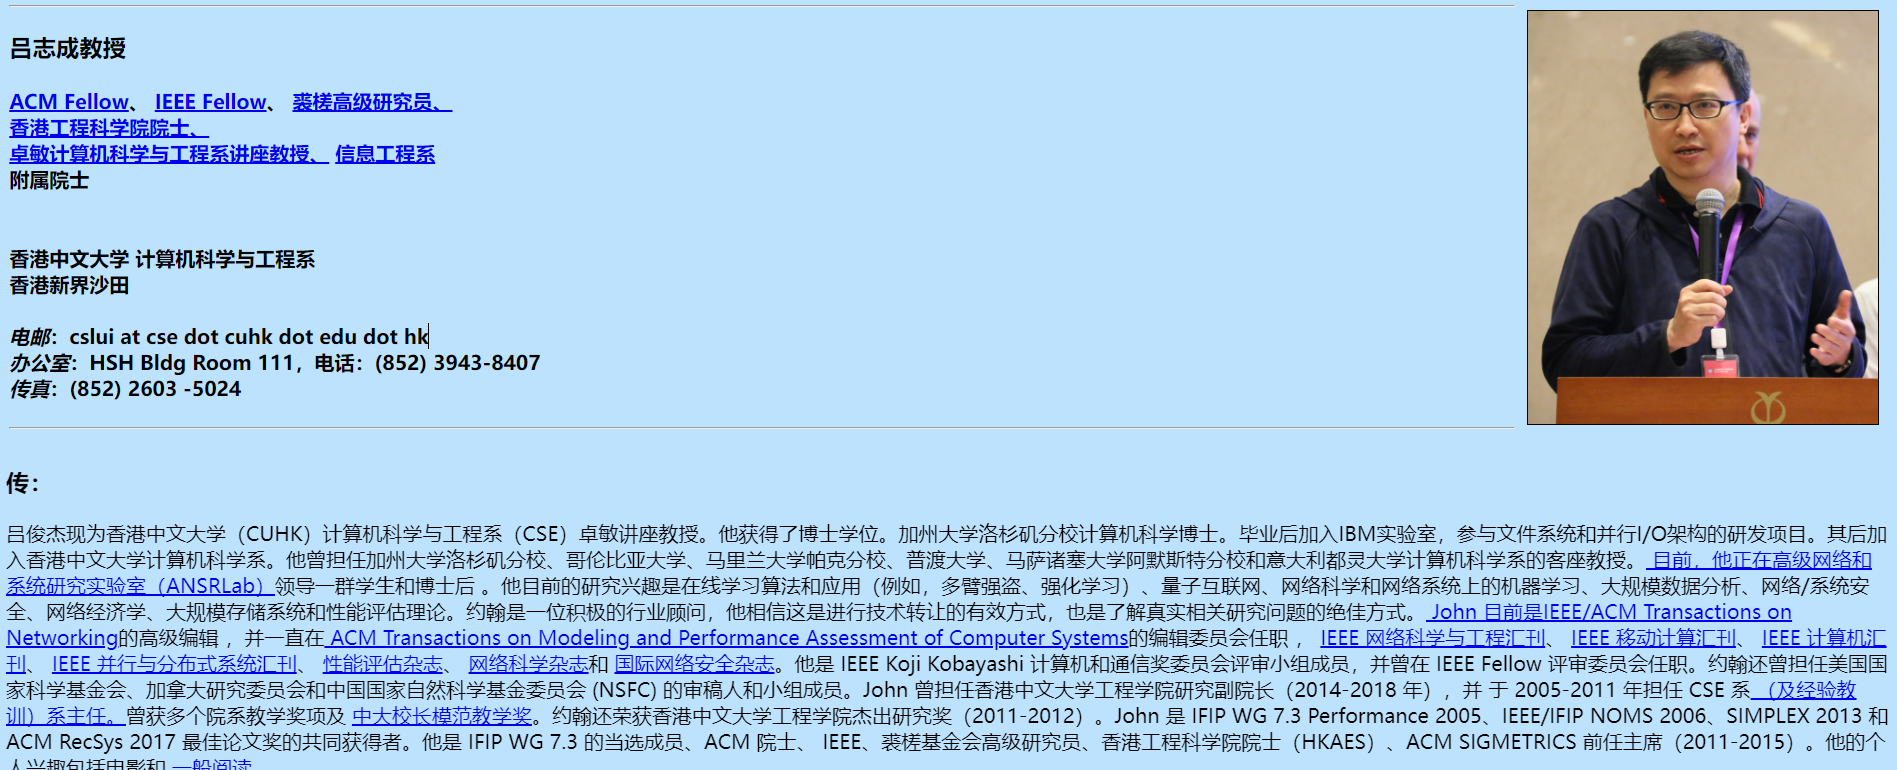 吕志成教授
ACM Fellow、 IEEE Fellow、 裘槎高级研究员、
香港工程科学院院士、
卓敏计算机科学与工程系讲座教授、 信息工程系
附属院士
香港中文大学 计算机科学与工程系
香港新界沙田
电邮：cslui at cse dot cuhk dot edu dot hk
办公室：HSH Bldg Room 111，电话：(852) 3943-8407
传真：(852) 2603 -5024
传：
吕俊杰现为香港中文大学（CUHK）计算机科学与工程系（CSE）卓敏讲座教授。他获得了博士学位。加州大学洛杉矶分校计算机科学博士。毕业后加入IBM实验室，参与文件系统和并行I/O架构的研发项目。其后加
入香港中文大学计算机科学系。他曾担任加州大学洛杉矶分校、哥伦比亚大学、马里兰大学帕克分校、普渡大学、马萨诸塞大学阿默斯特分校和意大利都灵大学计算机科学系的客座教授。 目前，他正在高级网络和
系统研究实验室（ANSRLab）领导一群学生和博士后 。他目前的研究兴趣是在线学习算法和应用（例如，多臂强盗、强化学习）、量子互联网、网络科学和网络系统上的机器学习、大规模数据分析、网络/系统安
全、网络经济学、大规模存储系统和性能评估理论。约翰是一位积极的行业顾问，他相信这是进行技术转让的有效方式，也是了解真实相关研究问题的绝佳方式。 John 目前是IEEE/ACM Transactions on
Networking的高级编辑 ，并一直在 ACM Transactions on Modeling and Performance Assessment of Computer Systems的编辑委员会任职 ， IEEE 网络科学与工程汇刊、 IEEE 移动计算汇刊、 IEEE 计算机汇
刊、 IEEE 并行与分布式系统汇刊、 性能评估杂志、 网络科学杂志和 国际网络安全杂志。他是 IEEE Koji Kobayashi 计算机和通信奖委员会评审小组成员，并曾在 IEEE Fellow 评审委员会任职。约翰还曾担任美国国
家科学基金会、加拿大研究委员会和中国国家自然科学基金委员会 (NSFC) 的审稿人和小组成员。John 曾担任香港中文大学工程学院研究副院长（2014-2018 年），并 于 2005-2011 年担任 CSE 系 （及经验教
训）系主任。曾获多个院系教学奖项及 中大校长模范教学奖。约翰还荣获香港中文大学工程学院杰出研究奖（2011-2012）。John 是 IFIP WG 7.3 Performance 2005、IEEE/IFIP NOMS 2006、SIMPLEX 2013 和
ACM RecSys 2017 最佳论文奖的共同获得者。他是 IFIP WG 7.3 的当选成员、ACM 院士、 IEEE、裘槎基金会高级研究员、香港工程科学院院士（HKAES）、ACM SIGMETRICS 前任主席（2011-2015）。他的个
人兴趣包括电影和 一般阅读